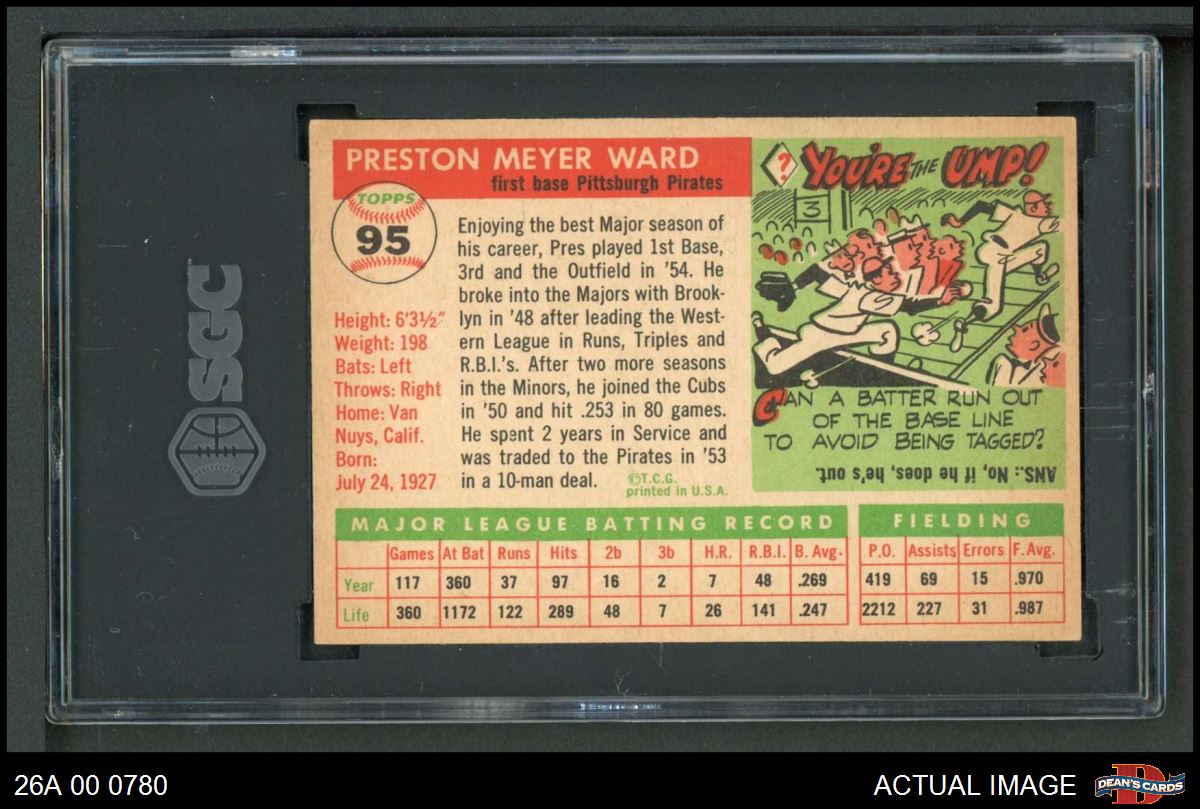 PRESTON MEYER WARD
first base Pittsburgh Pirates
TOPPS
95
Height: 6'3½"
Weight: 198
Bats: Left
Throws: Right
Home: Van
Nuys, Calif.
Born:
July 24, 1927
Enjoying the best Major season of
his career, Pres played 1st Base,
3rd and the Outfield in '54. He
broke into the Majors with Brook-
lyn in '48 after leading the West-
ern League in Runs, Triples and
R.B.I.'s. After two more seasons
in the Minors, he joined the Cubs
in '50 and hit .253 in 80 games.
He spent 2 years in Service and
was traded to the Pirates in '53
in a 10-man deal.
©T.C.G.
printed in U.S.A.
? YOU'RE THE UMP!
3
CAN A BATTER RUN OUT
OF THE BASE LINE
TO AVOID BEING TAGGED?
ANS.: No, if he does, he's out.
MAJOR LEAGUE BATTING RECORD
Games At Bat Runs Hits 2b 3b H.R. R.B.I. B. Avg.
Year 117 360 37 97 16 2 7 48 .269
Life 360 1172 122 289 48 7 26 141 .247
FIELDING
P.O. Assists Errors F. Avg.
419 69 15 .970
2212 227 31 .987
SGC
26A 00 0780
ACTUAL IMAGE
D
DEAN'S CARDS